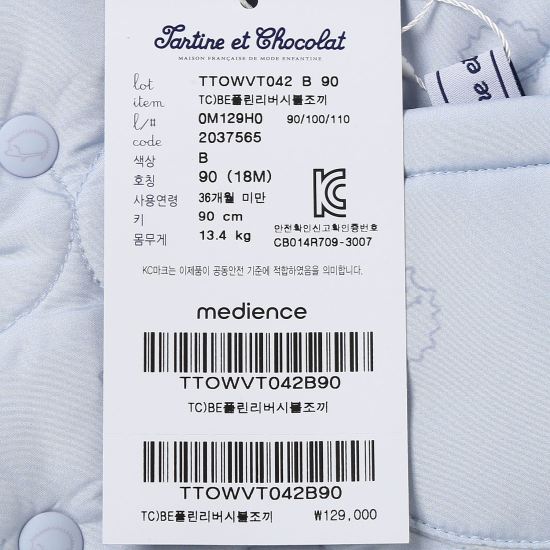 Tartine et Chocolat
MAISON FRANÇAISE DE MODE ENFANTINE
lot TTOWVT042 B 90
item TC)BE폴린리버시블조끼
l/# 0M129H0 90/100/110
code 2037565
색상 B
호칭 90 (18M)
사용연령 36개월 미만
키 90 cm
몸무게 13.4 kg
안전확인신고확인증번호
CB014R709-3007
KC마크는 이제품이 공통안전 기준에 적합하였음을 의미합니다.
medience
TTOWVT042B90
TC)BE폴린리버시블조끼
TTOWVT042B90
TC)BE폴린리버시블조끼 ₩129,000
ine e